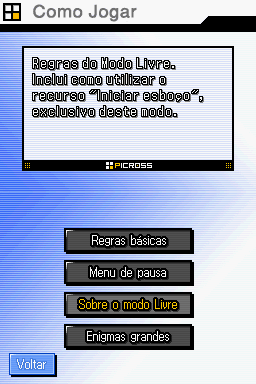 Como Jogar
Regras do Modo Livre.
Inclui como utilizar o
recurso "Iniciar esboço",
exclusivo deste modo.
PICROSS
Regras básicas
Menu de pausa
Sobre o modo Livre
Enigmas grandes
Voltar